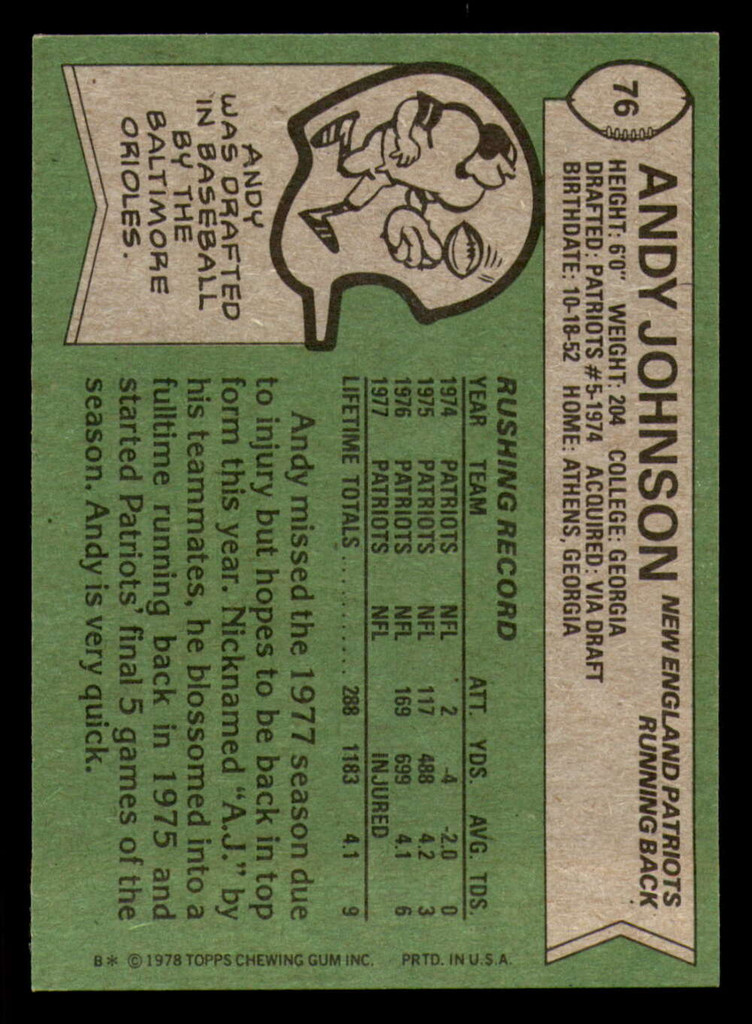 76
ANDY JOHNSON
NEW ENGLAND PATRIOTS
RUNNING BACK
HEIGHT: 6'0" WEIGHT: 204 COLLEGE: GEORGIA
DRAFTED: PATRIOTS #5-1974 ACQUIRED: VIA DRAFT
BIRTHDATE: 10-18-52 HOME: ATHENS, GEORGIA
ANDY
WAS DRAFTED
IN BASEBALL
BY THE
BALTIMORE
ORIOLES.
RUSHING RECORD
YEAR TEAM ATT. YDS. AVG. TDS.
1974 PATRIOTS NFL 2 -4 -2.0 0
1975 PATRIOTS NFL 117 488 4.2 3
1976 PATRIOTS NFL 169 699 4.1 6
1977 PATRIOTS NFL INJURED
LIFETIME TOTALS .......... 288 1183 4.1 9
Andy missed the 1977 season due
to injury but hopes to be back in top
form this year. Nicknamed "A.J." by
his teammates, he blossomed into a
fulltime running back in 1975 and
started Patriots' final 5 games of the
season. Andy is very quick.
B* © 1978 TOPPS CHEWING GUM INC. PRTD. IN U.S.A.